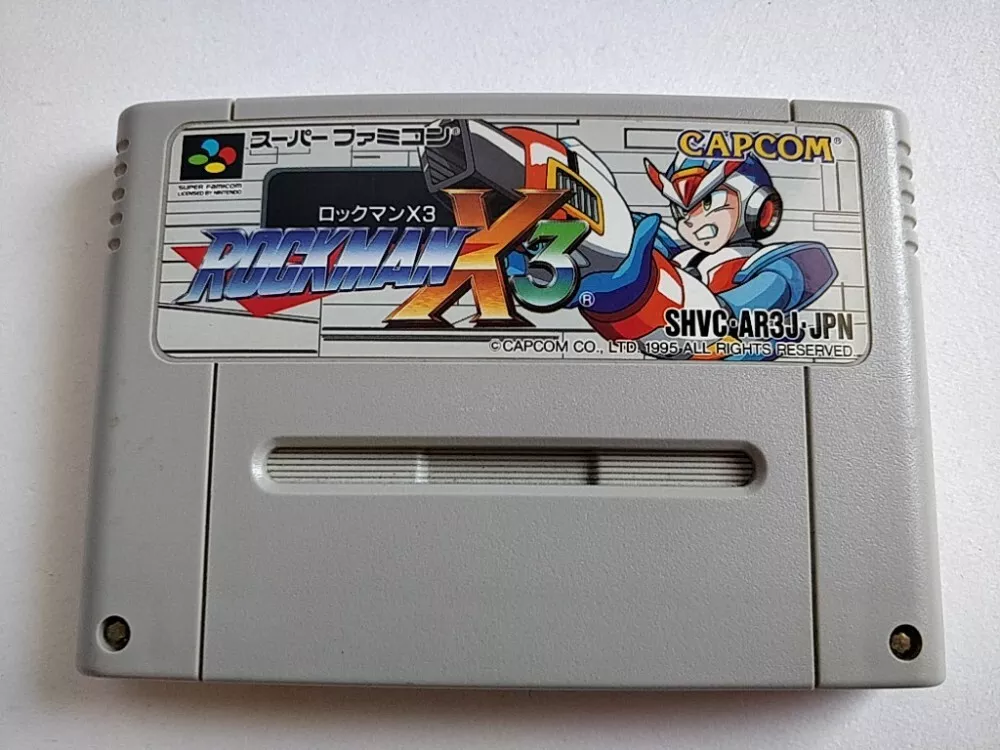 スーパーファミコン®
CAPCOM®
SUPER FAMICOM
LICENSED BY NINTENDO
ロックマンX3
ROCKMAN X3®
SHVC-AR3J-JPN
©CAPCOM CO., LTD. 1995 ALL RIGHTS RESERVED